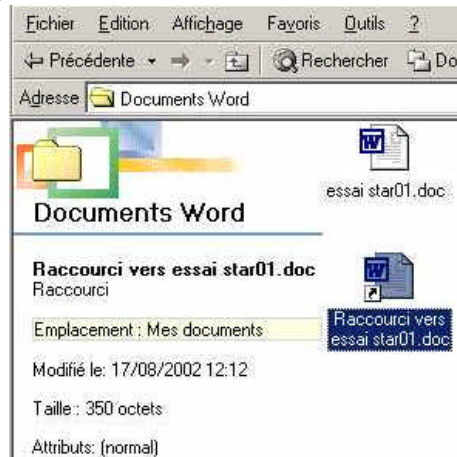 Fichier Edition Affichage Favoris Outils ?
Précédente Rechercher Do
Adresse Documents Word
essai star01.doc
Documents Word
Raccourci vers essai star01.doc
Raccourci
Raccourci vers
essai star01.doc
Emplacement : Mes documents
Modifié le: 17/08/2002 12:12
Taille : 350 octets
Attributs: (normal)